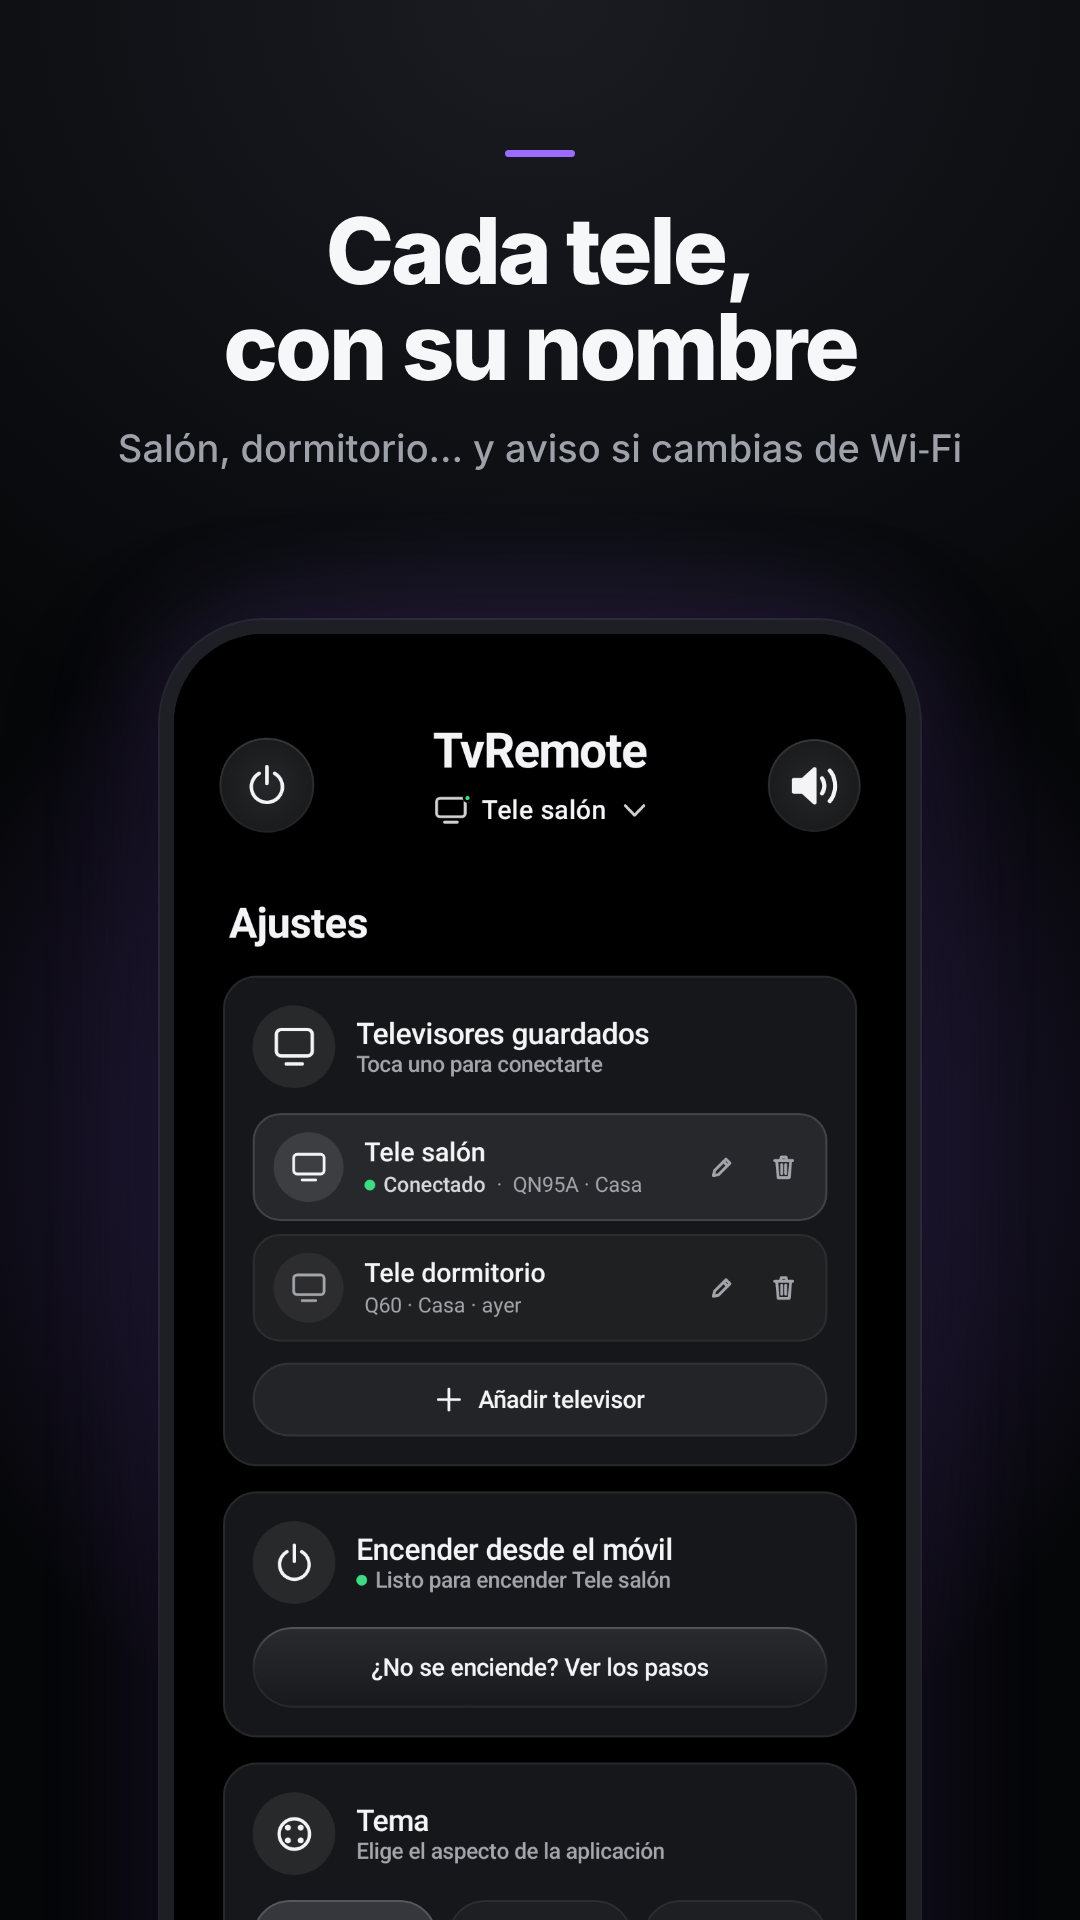 Cada tele,
con su nombre
Salón, dormitorio... y aviso si cambias de Wi-Fi
TvRemote
Tele salón
Ajustes
Televisores guardados
Toca uno para conectarte
Tele salón
Conectado · QN95A · Casa
Tele dormitorio
Q60 · Casa · ayer
Añadir televisor
Encender desde el móvil
Listo para encender Tele salón
¿No se enciende? Ver los pasos
Tema
Elige el aspecto de la aplicación